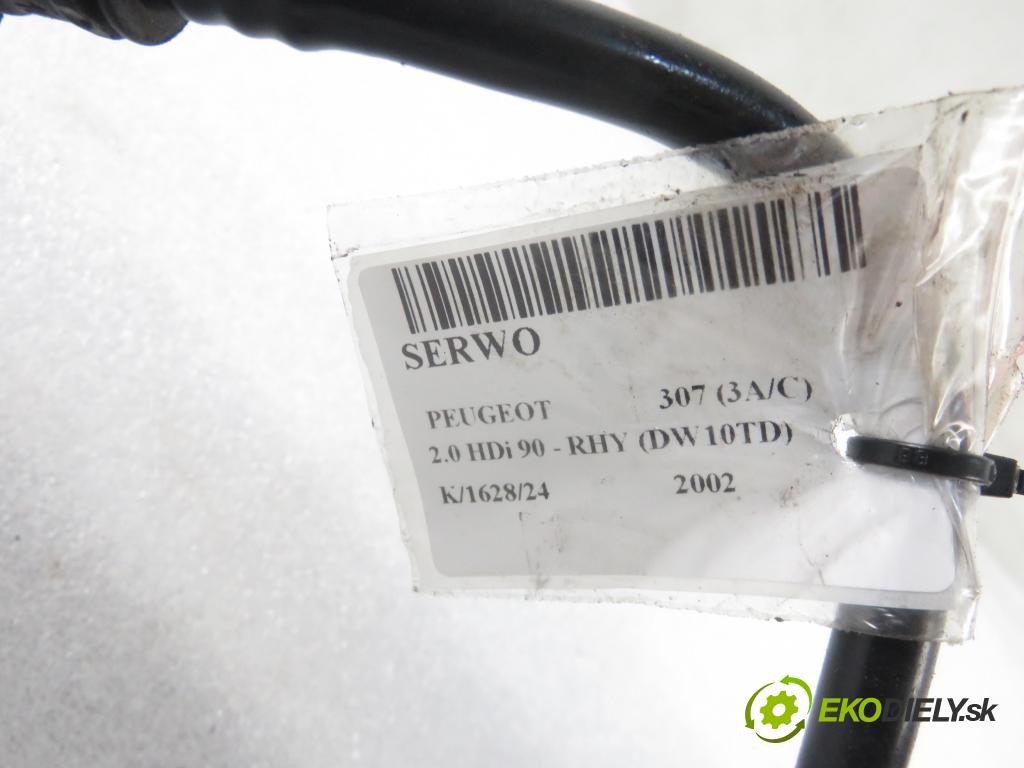 SERWO
PEUGEOT 307 (3A/C)
2.0 HDi 90 - RHY (DW10TD)
K/1628/24 2002
EKODIELY.sk